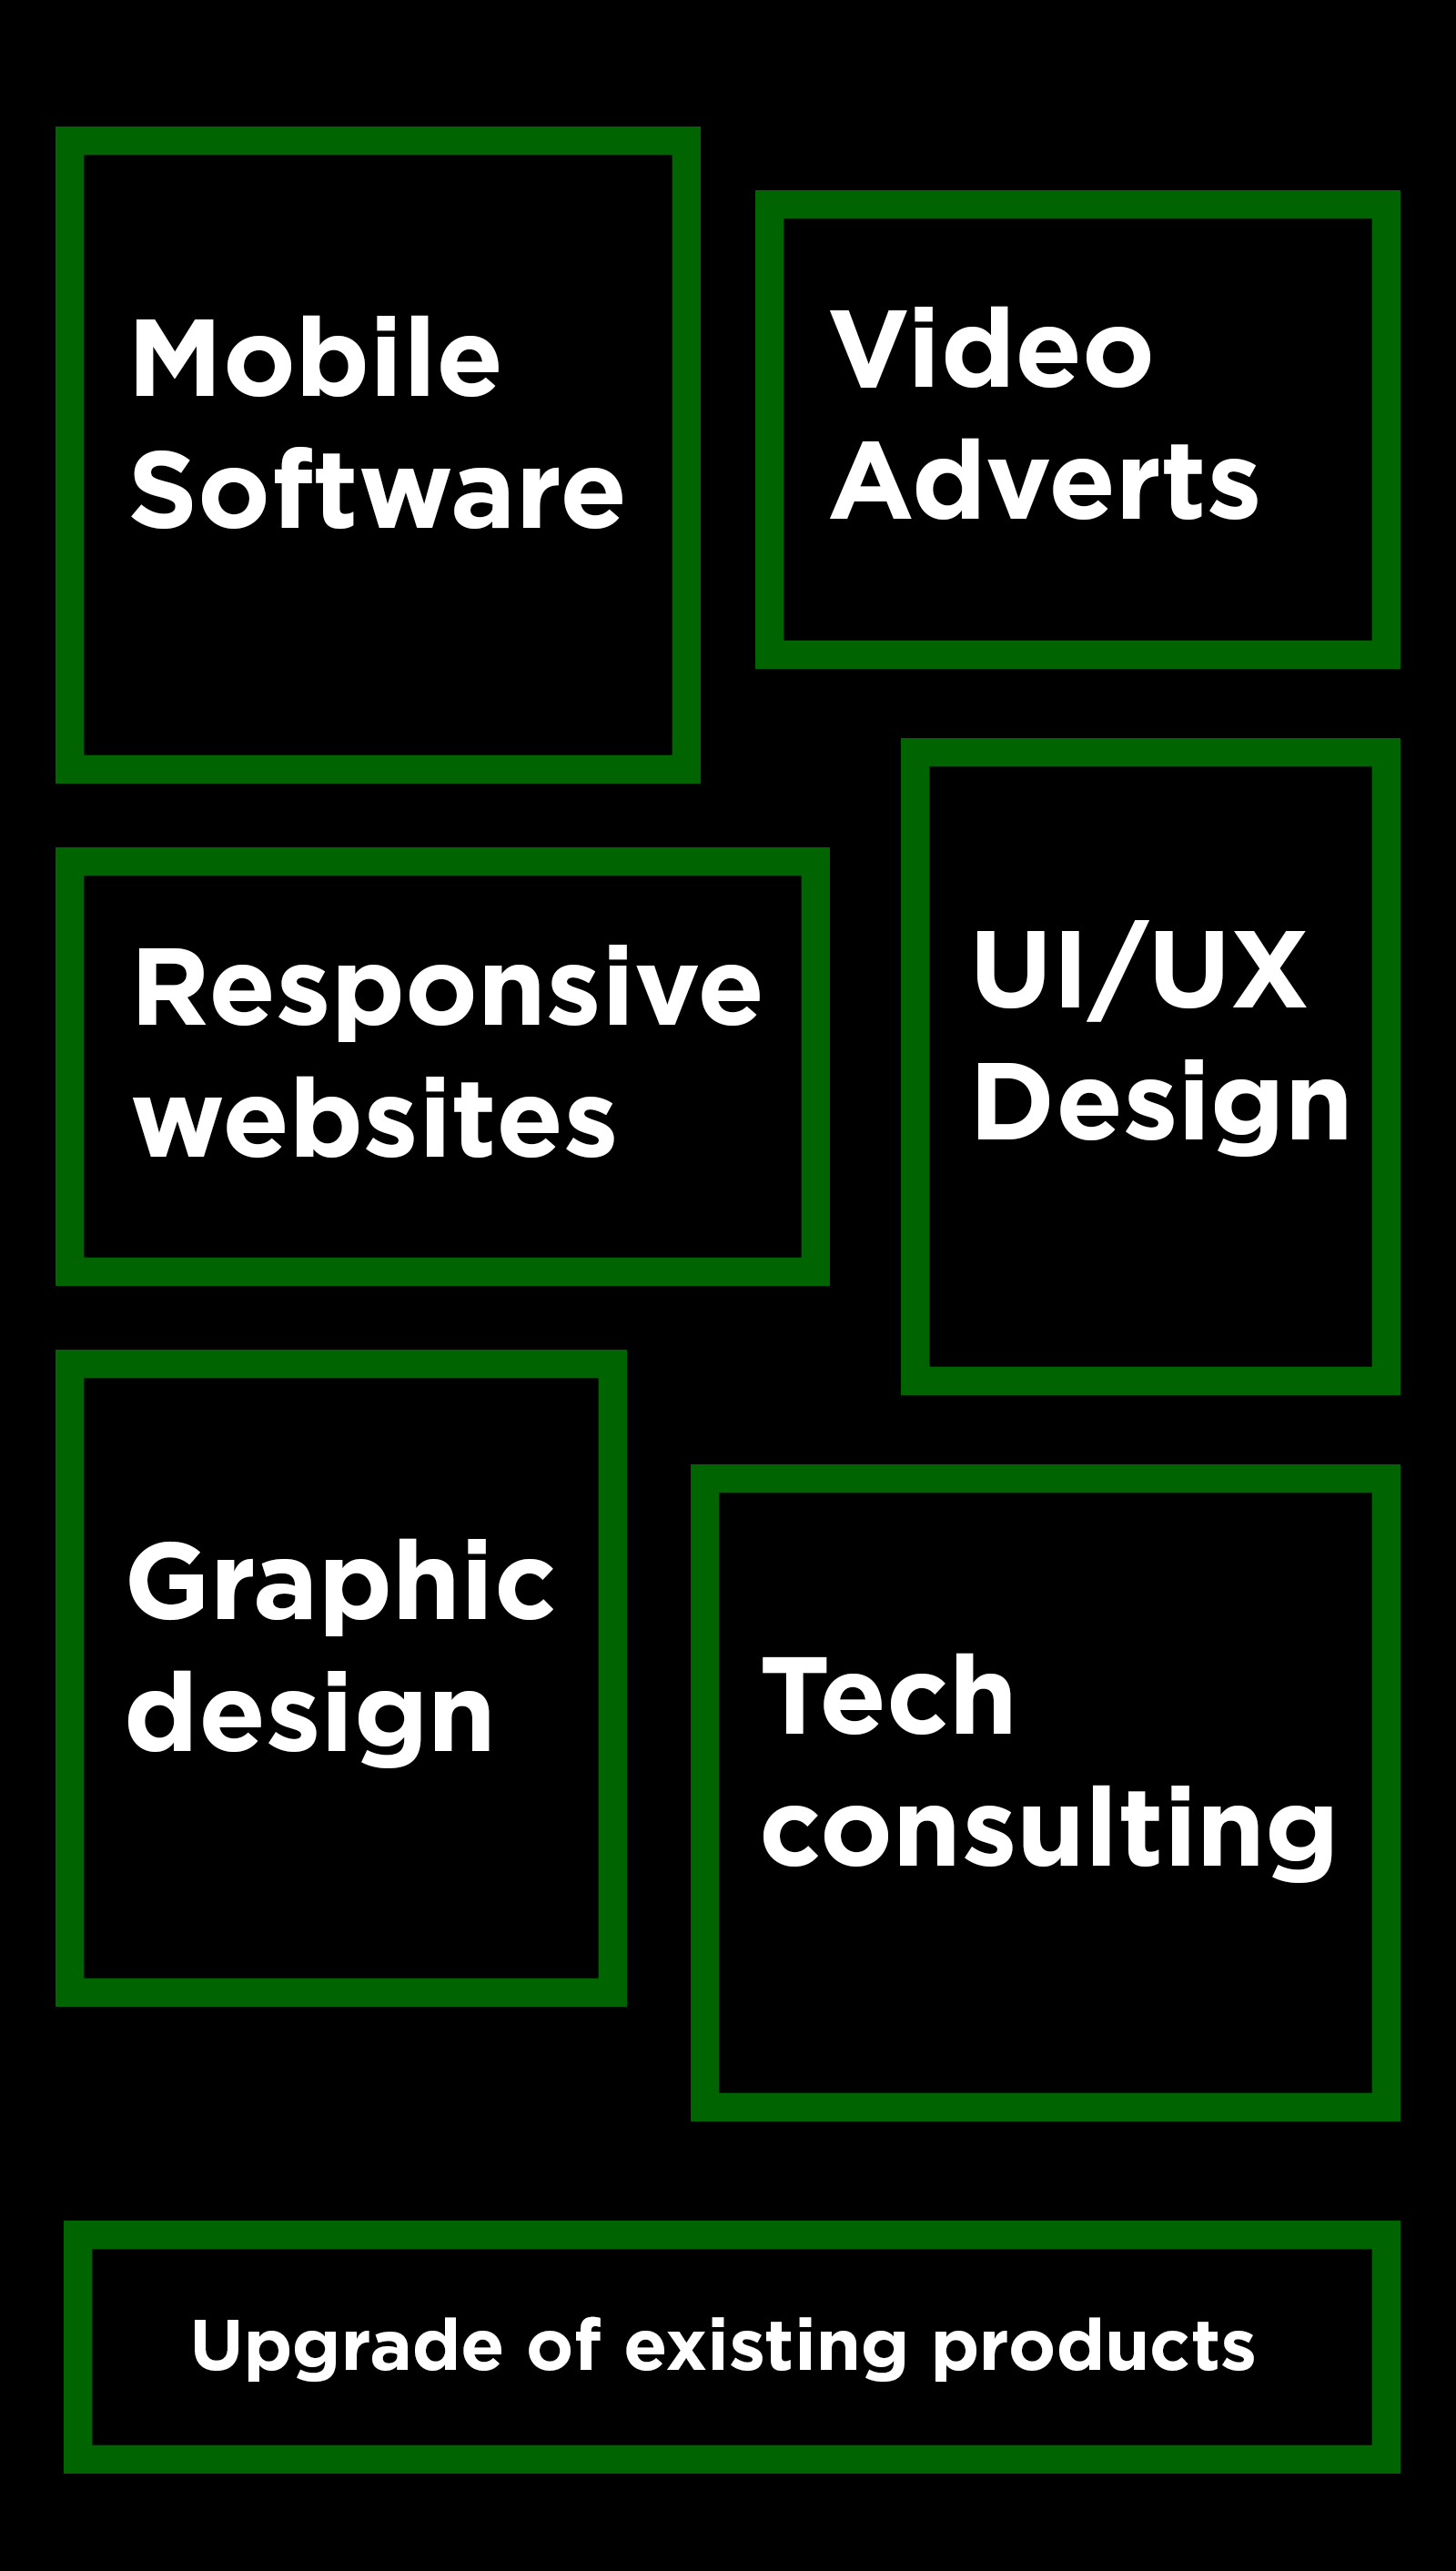 Mobile
Software
Video
Adverts
Responsive
websites
UI/UX
Design
Graphic
design
Tech
consulting
Upgrade of existing products